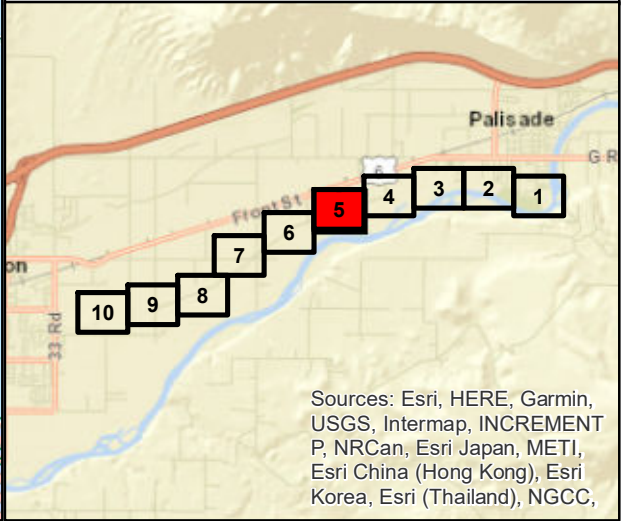 Palisade
G R
6
3
2
1
4
5
Front St
6
7
8
9
10
on
33 Rd
Sources: Esri, HERE, Garmin,
USGS, Intermap, INCREMENT
P, NRCan, Esri Japan, METI,
Esri China (Hong Kong), Esri
Korea, Esri (Thailand), NGCC,